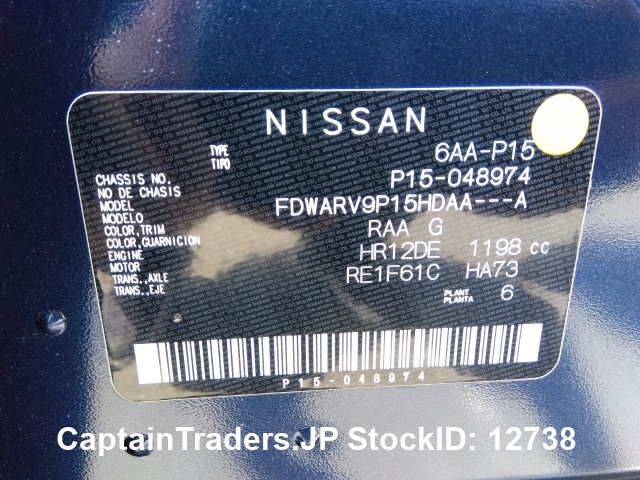 NISSAN
TYPE
TIPO 6AA-P15
CHASSIS NO.
NO DE CHASIS P15-048974
MODEL
MODELO FDWARV9P15HDAA---A
COLOR,TRIM
COLOR,GUARNICION RAA G
ENGINE
MOTOR HR12DE 1198 cc
TRANS.,AXLE
TRANS.,EJE RE1F61C HA73
PLANT
PLANTA 6
P15-048974
CaptainTraders.JP StockID: 12738